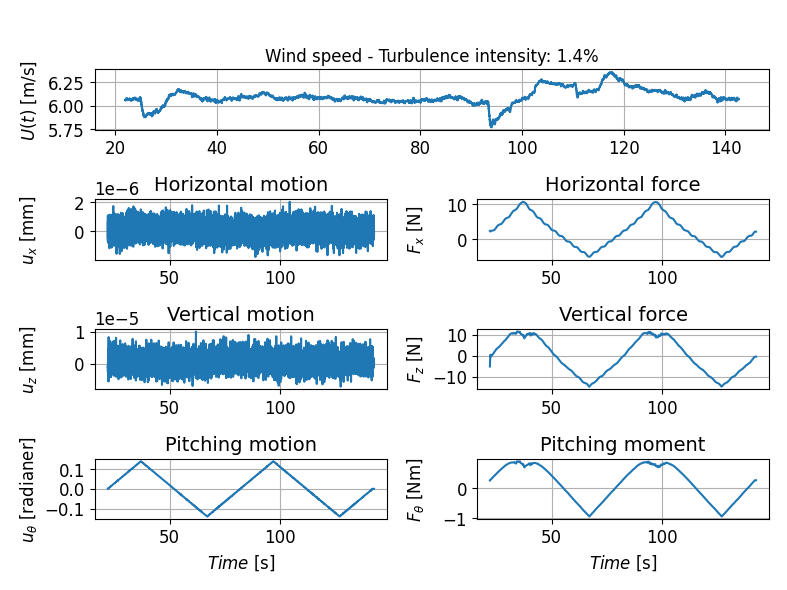 Wind speed - Turbulence intensity: 1.4%
U(t) [m/s]
6.25
6.00
5.75
20 40 60 80 100 120 140
1e−6 Horizontal motion
u_x [mm]
2
0
50 100
Horizontal force
F_x [N]
10
0
50 100
1e−5 Vertical motion
u_z [mm]
1
0
50 100
Vertical force
F_z [N]
10
0
−10
50 100
Pitching motion
u_θ [radianer]
0.1
0.0
−0.1
50 100
Time [s]
Pitching moment
F_θ [Nm]
0
−1
50 100
Time [s]